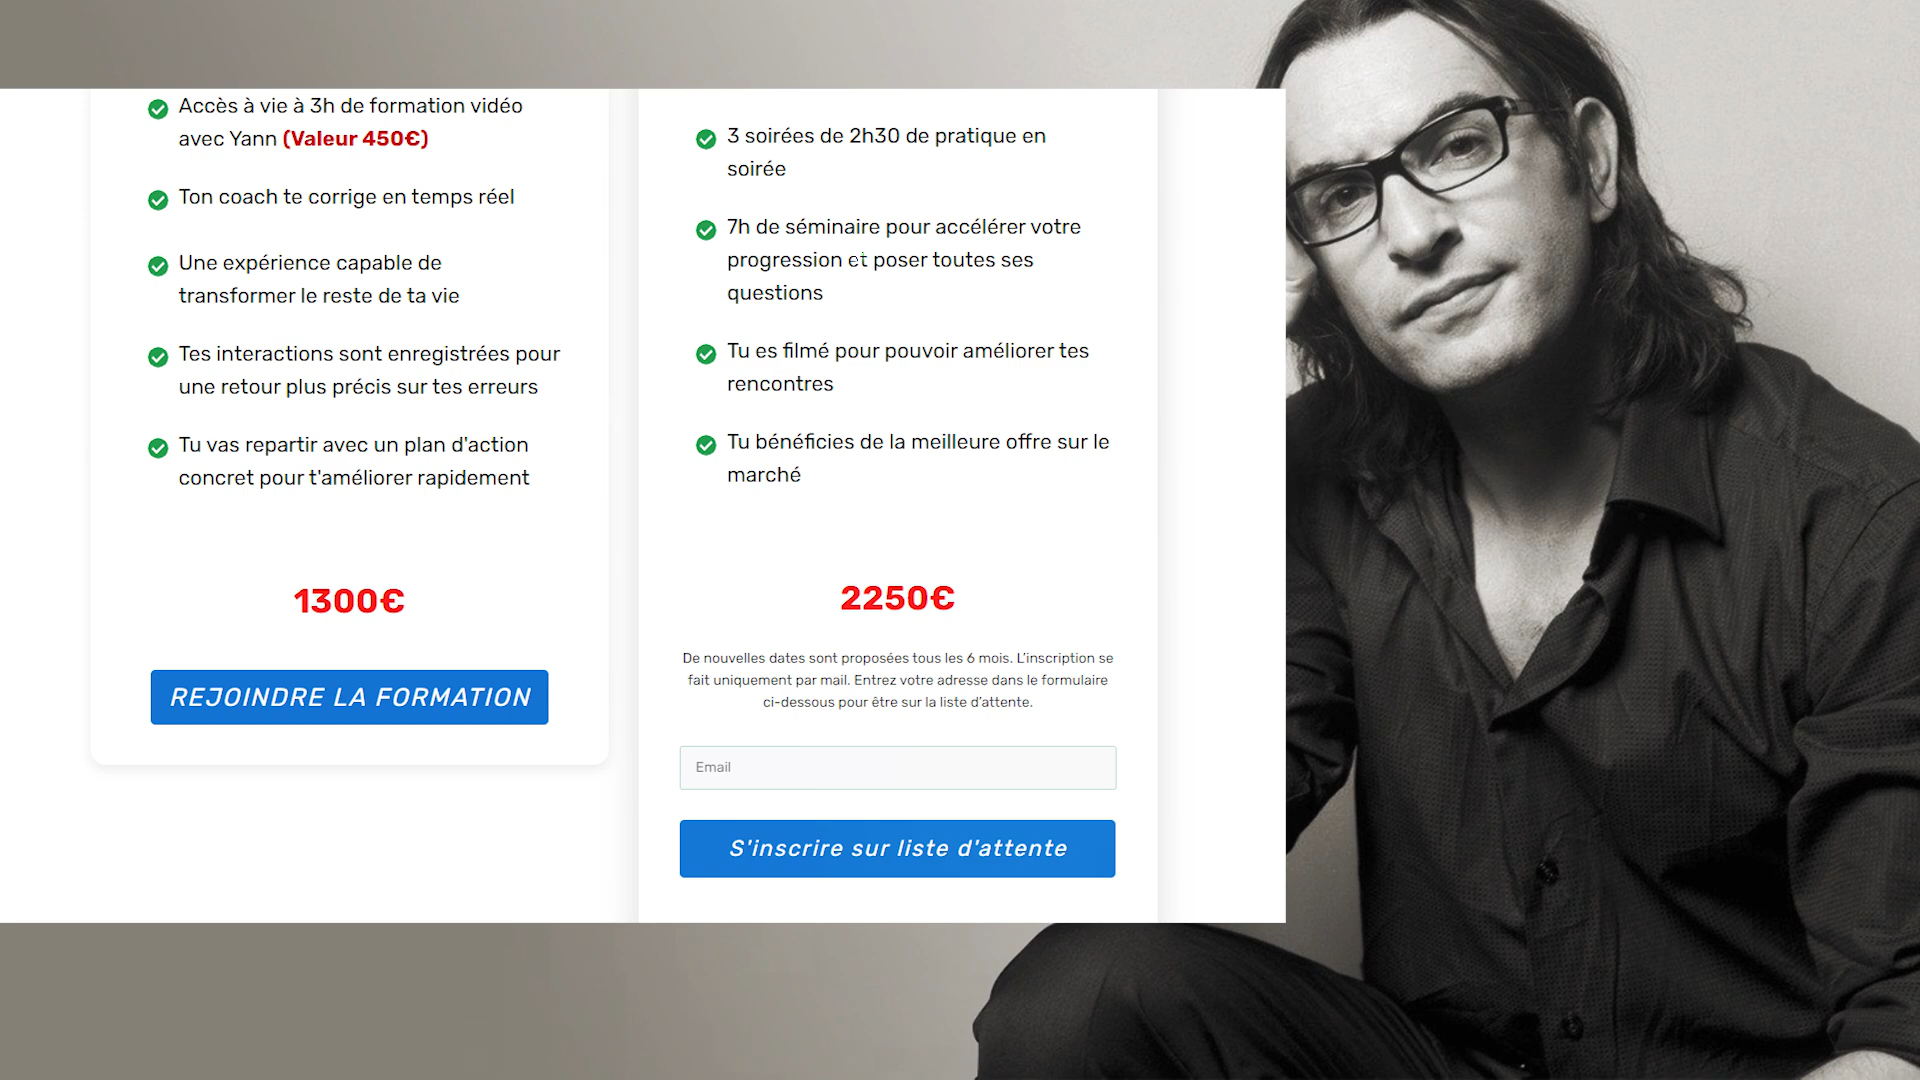 Accès à vie à 3h de formation vidéo
avec Yann (Valeur 450€)
Ton coach te corrige en temps réel
Une expérience capable de
transformer le reste de ta vie
Tes interactions sont enregistrées pour
une retour plus précis sur tes erreurs
Tu vas repartir avec un plan d'action
concret pour t'améliorer rapidement
1300€
REJOINDRE LA FORMATION
3 soirées de 2h30 de pratique en
soirée
7h de séminaire pour accélérer votre
progression et poser toutes ses
questions
Tu es filmé pour pouvoir améliorer tes
rencontres
Tu bénéficies de la meilleure offre sur le
marché
2250€
De nouvelles dates sont proposées tous les 6 mois. L'inscription se
fait uniquement par mail. Entrez votre adresse dans le formulaire
ci-dessous pour être sur la liste d'attente.
Email
S'inscrire sur liste d'attente